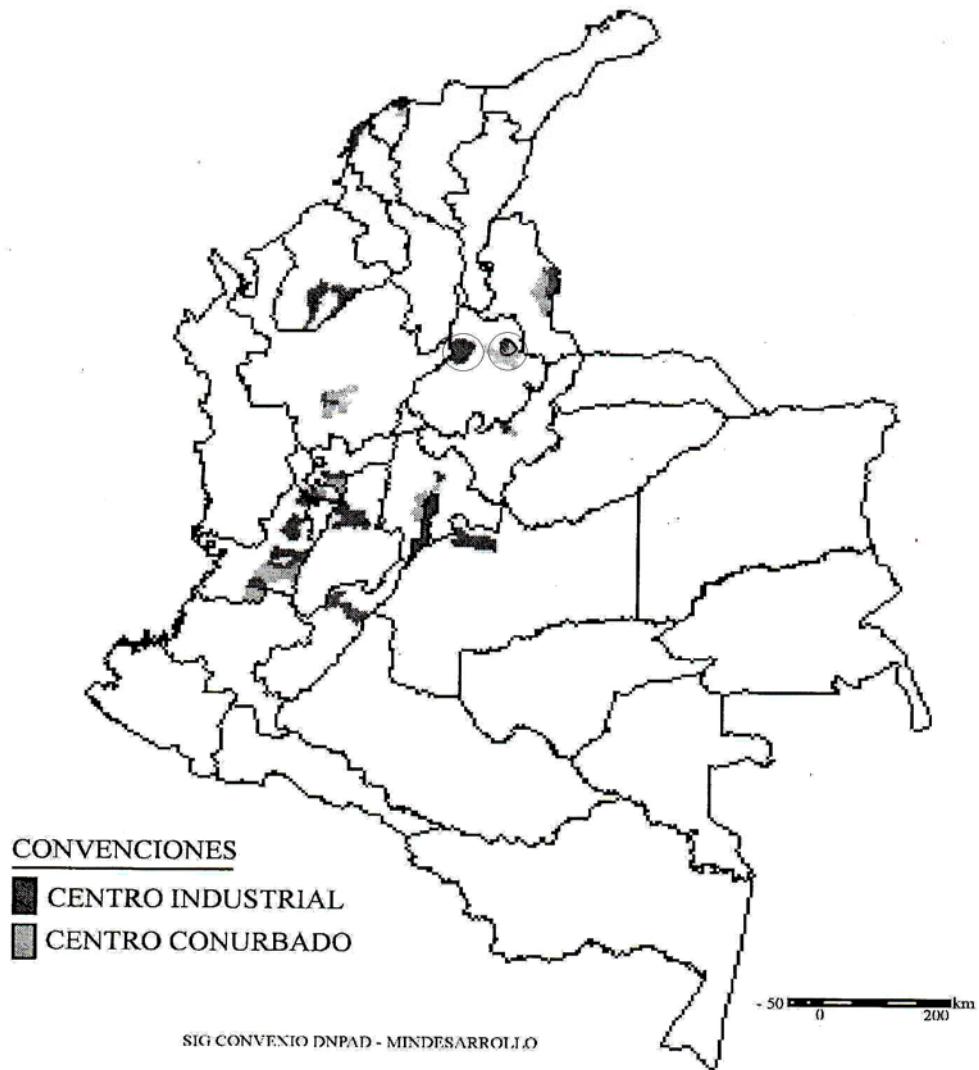 CONVENCIONES
CENTRO INDUSTRIAL
CENTRO CONURBADO
- 50 km
0 200
SIG CONVENIO DNPAD - MINDESARROLLO